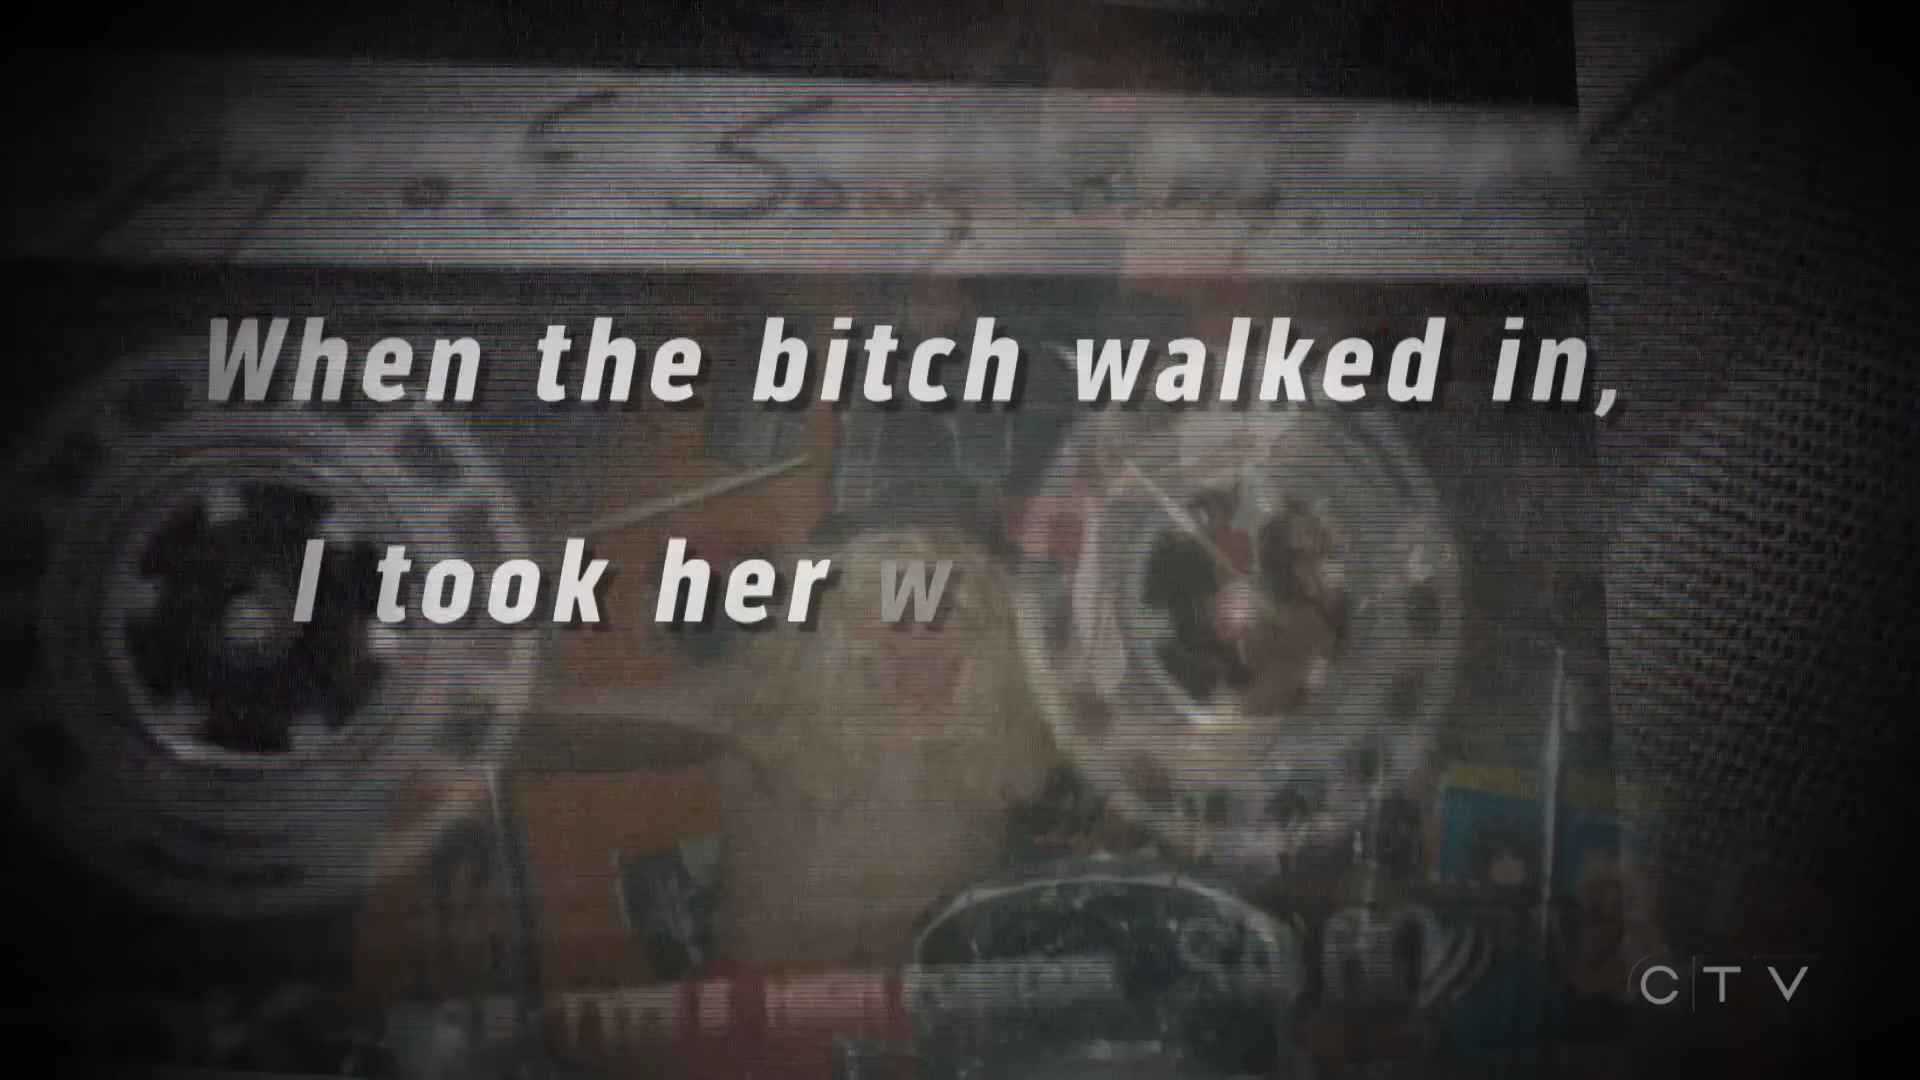 When the bitch walked in,
I took her w
CTV